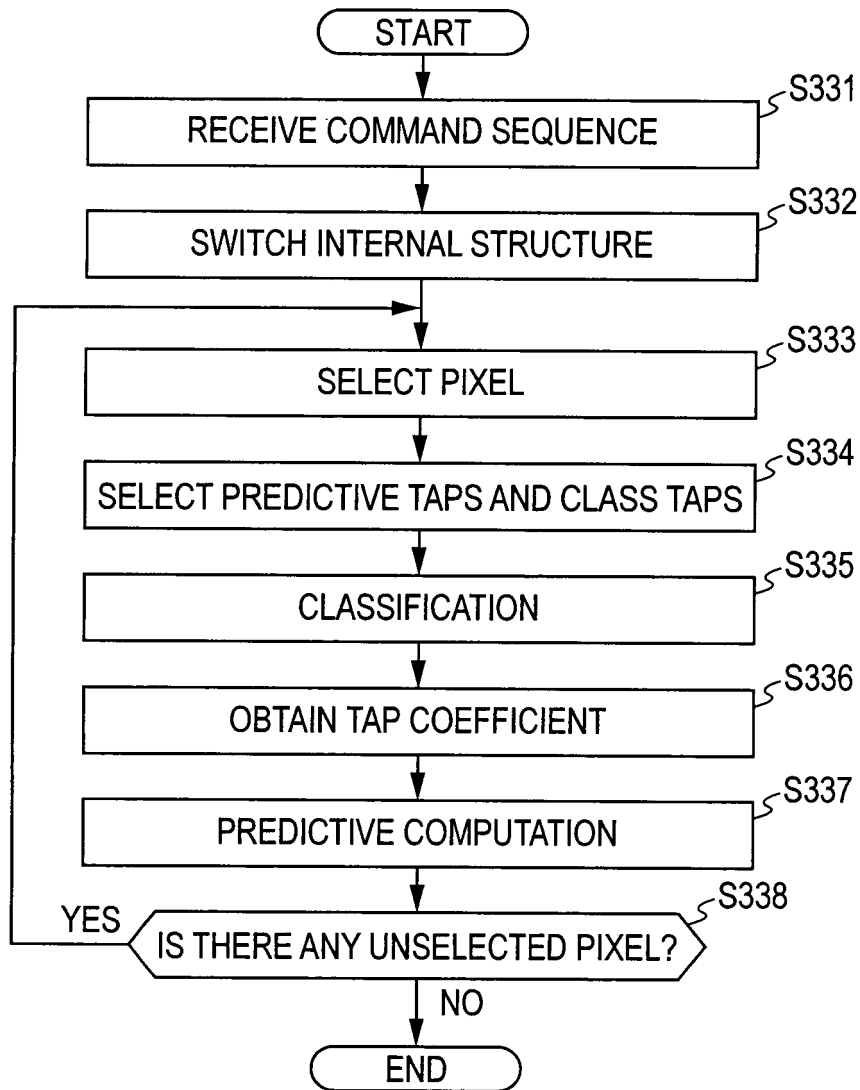 START
S331
RECEIVE COMMAND SEQUENCE
S332
SWITCH INTERNAL STRUCTURE
S333
SELECT PIXEL
S334
SELECT PREDICTIVE TAPS AND CLASS TAPS
S335
CLASSIFICATION
S336
OBTAIN TAP COEFFICIENT
S337
PREDICTIVE COMPUTATION
S338
YES
IS THERE ANY UNSELECTED PIXEL?
NO
END